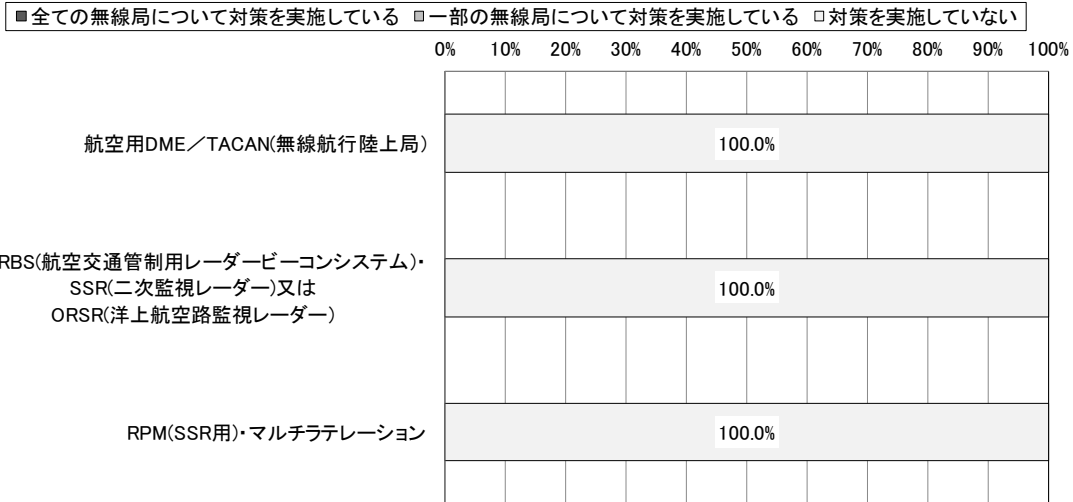 ■全ての無線局について対策を実施している ■一部の無線局について対策を実施している □対策を実施していない
0% 10% 20% 30% 40% 50% 60% 70% 80% 90% 100%
航空用DME／TACAN(無線航行陸上局) 100.0%
RBS(航空交通管制用レーダービーコンシステム)・
SSR(二次監視レーダー)又は 100.0%
ORSR(洋上航空路監視レーダー)
RPM(SSR用)・マルチラテレーション 100.0%